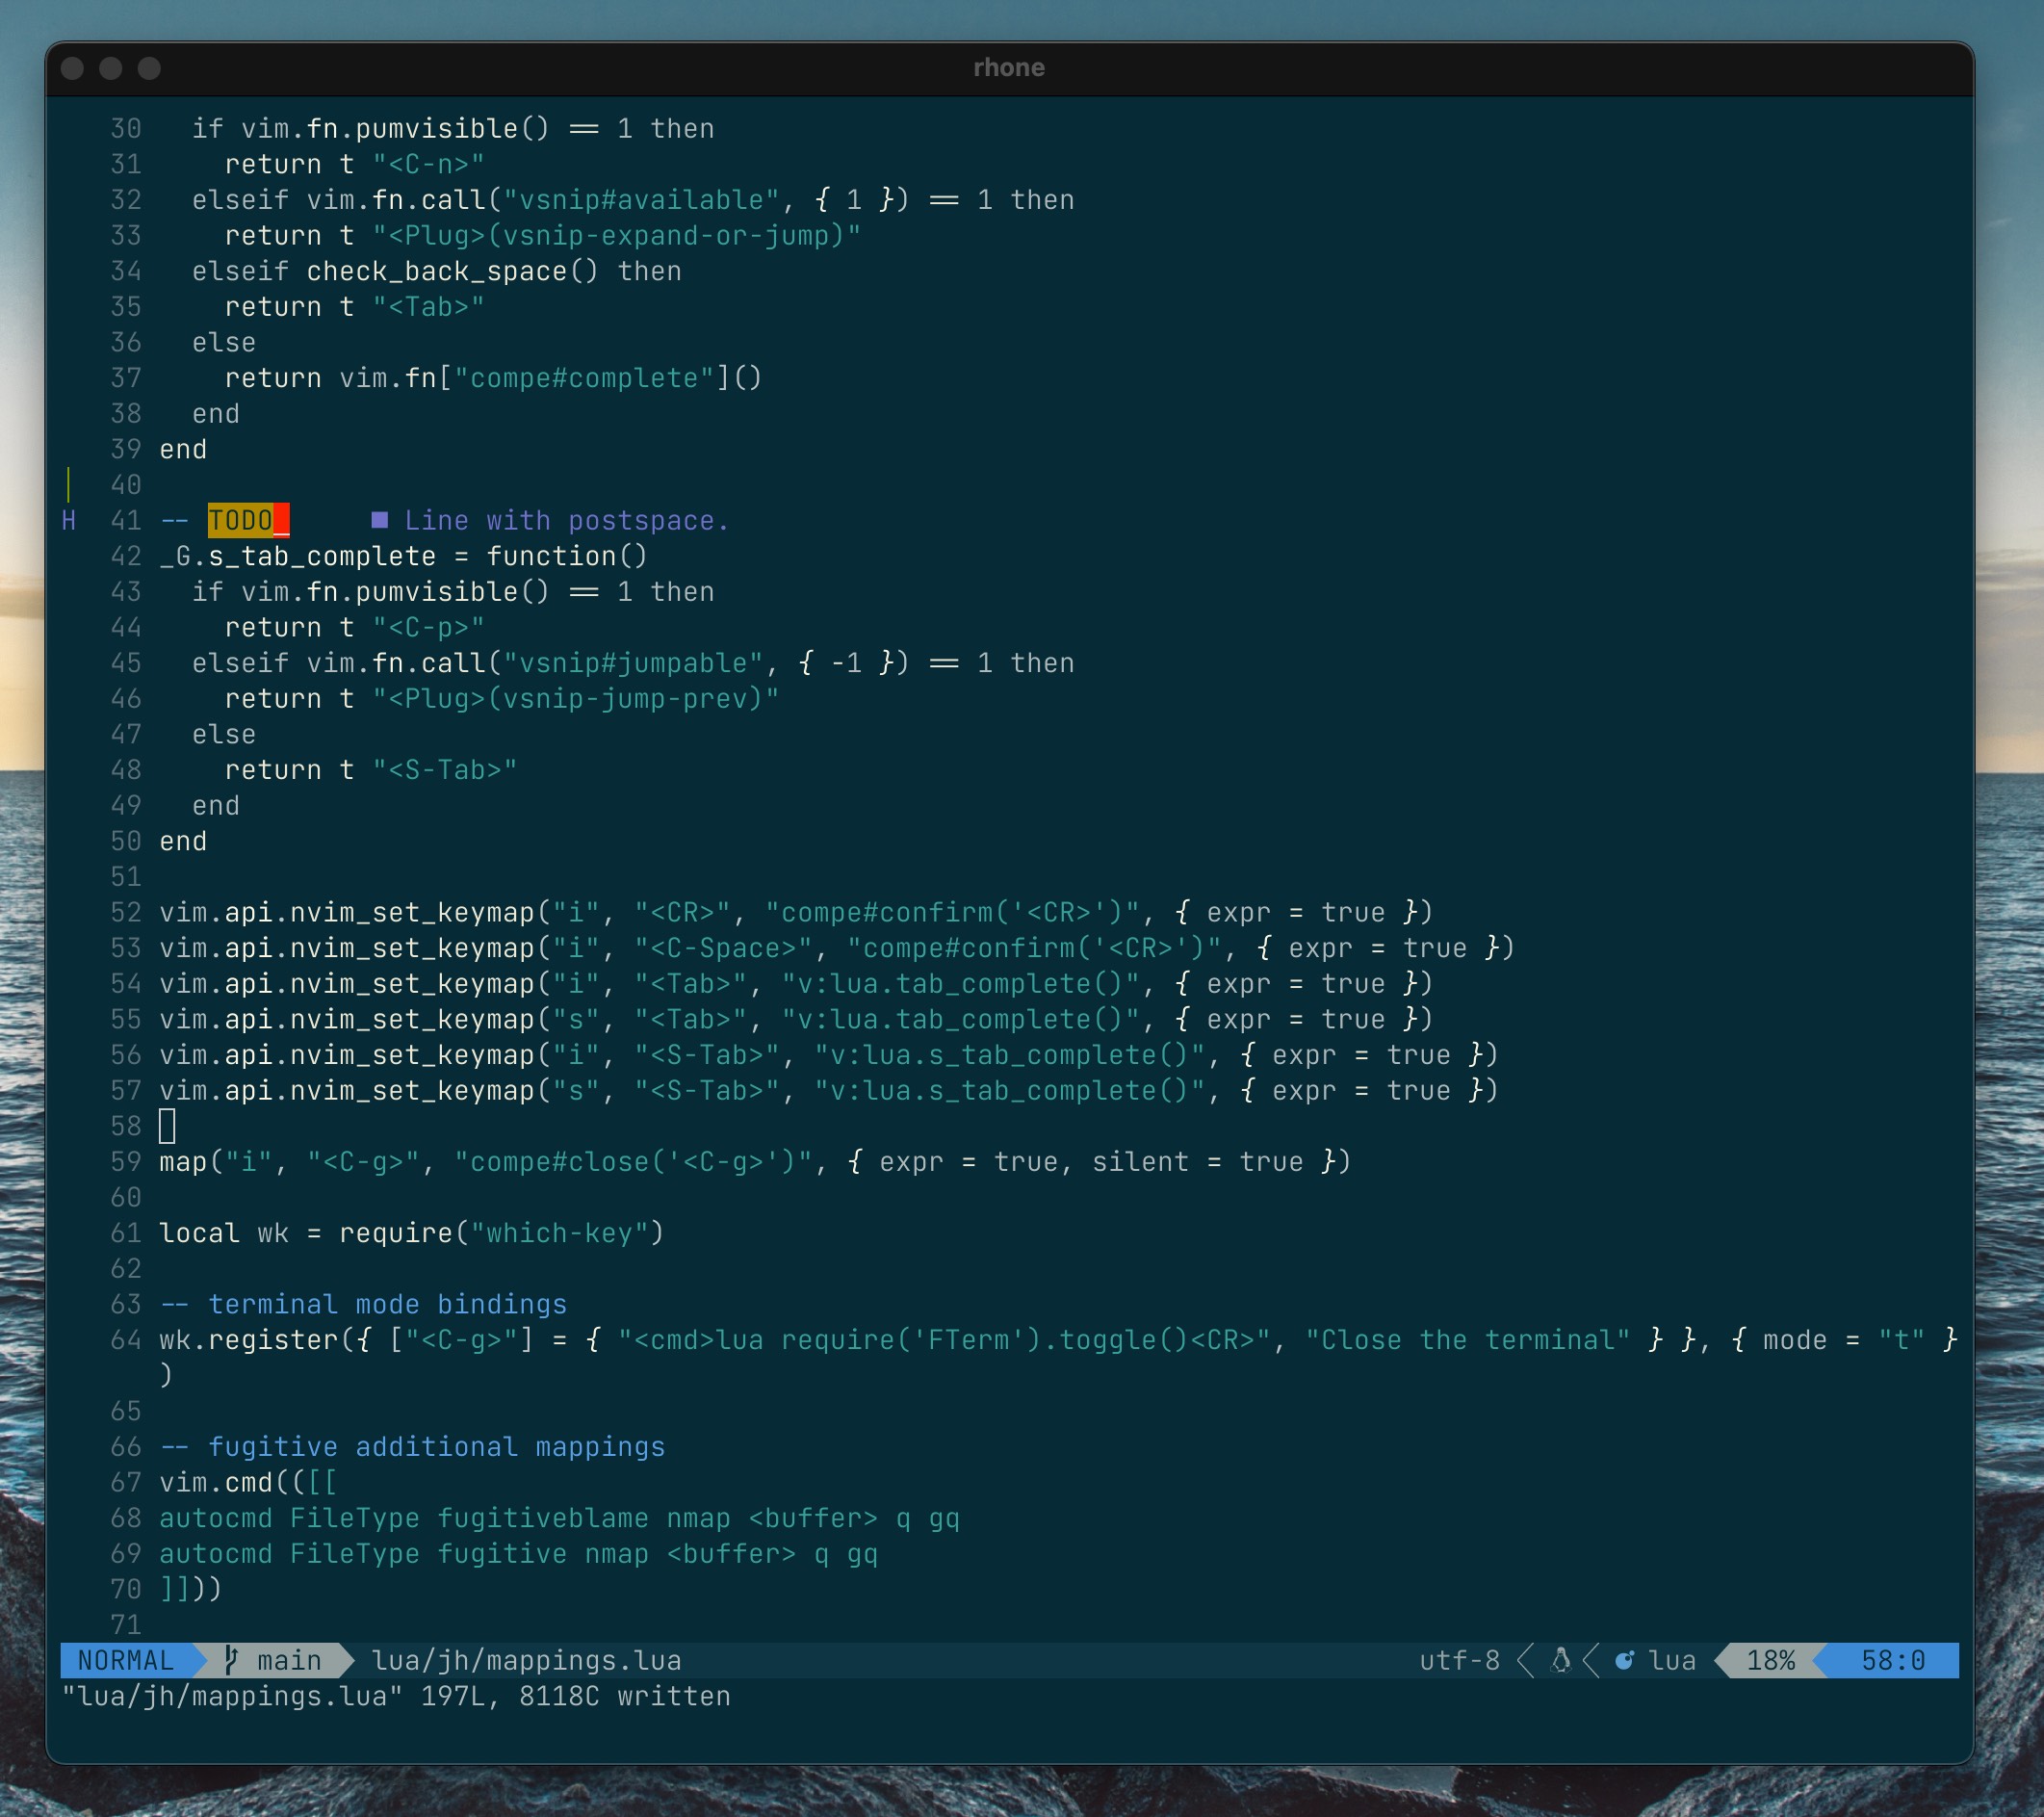 rhone
30 if vim.fn.pumvisible() == 1 then
31 return t "<C-n>"
32 elseif vim.fn.call("vsnip#available", { 1 }) == 1 then
33 return t "<Plug>(vsnip-expand-or-jump)"
34 elseif check_back_space() then
35 return t "<Tab>"
36 else
37 return vim.fn["compe#complete"]()
38 end
39 end
40
H 41 -- TODO ■ Line with postspace.
42 _G.s_tab_complete = function()
43 if vim.fn.pumvisible() == 1 then
44 return t "<C-p>"
45 elseif vim.fn.call("vsnip#jumpable", { -1 }) == 1 then
46 return t "<Plug>(vsnip-jump-prev)"
47 else
48 return t "<S-Tab>"
49 end
50 end
51
52 vim.api.nvim_set_keymap("i", "<CR>", "compe#confirm('<CR>')", { expr = true })
53 vim.api.nvim_set_keymap("i", "<C-Space>", "compe#confirm('<CR>')", { expr = true })
54 vim.api.nvim_set_keymap("i", "<Tab>", "v:lua.tab_complete()", { expr = true })
55 vim.api.nvim_set_keymap("s", "<Tab>", "v:lua.tab_complete()", { expr = true })
56 vim.api.nvim_set_keymap("i", "<S-Tab>", "v:lua.s_tab_complete()", { expr = true })
57 vim.api.nvim_set_keymap("s", "<S-Tab>", "v:lua.s_tab_complete()", { expr = true })
58
59 map("i", "<C-g>", "compe#close('<C-g>')", { expr = true, silent = true })
60
61 local wk = require("which-key")
62
63 -- terminal mode bindings
64 wk.register({ ["<C-g>"] = { "<cmd>lua require('FTerm').toggle()<CR>", "Close the terminal" } }, { mode = "t" }
)
65
66 -- fugitive additional mappings
67 vim.cmd(([[
68 autocmd FileType fugitiveblame nmap <buffer> q gq
69 autocmd FileType fugitive nmap <buffer> q gq
70 ]]))
71
NORMAL main lua/jh/mappings.lua utf-8 lua 18% 58:0
"lua/jh/mappings.lua" 197L, 8118C written